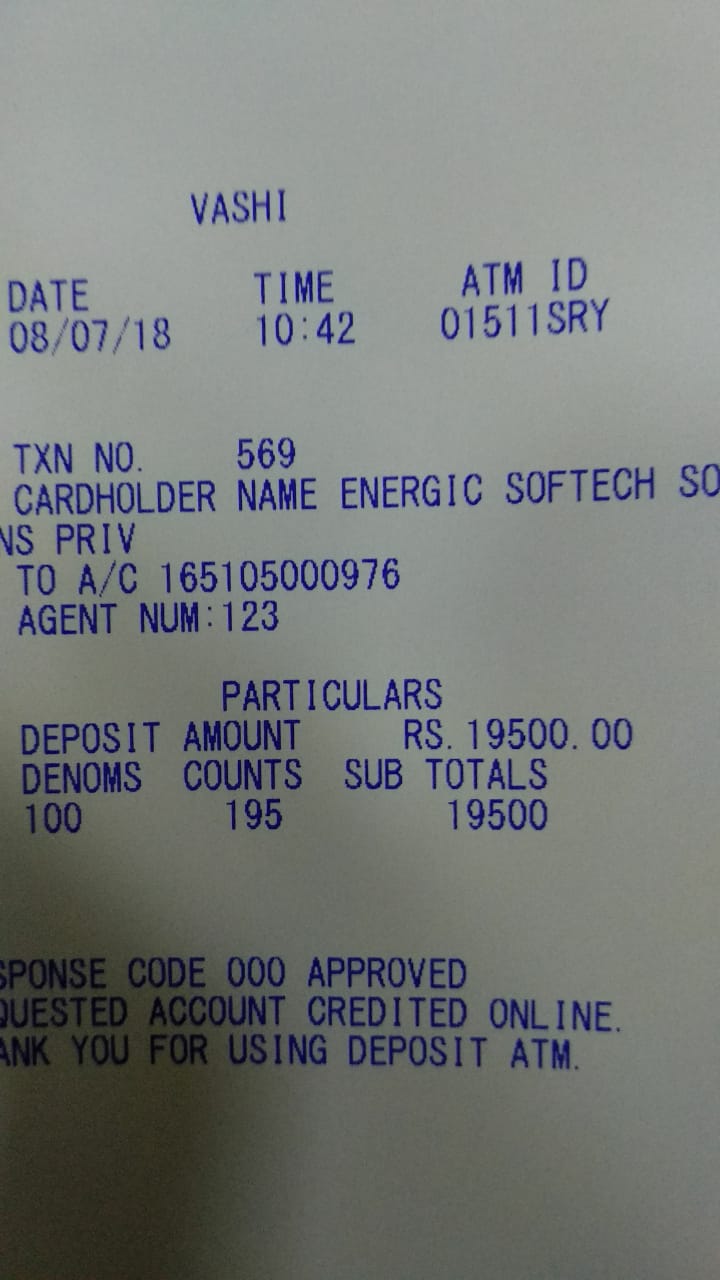 VASHI
DATE TIME ATM ID
08/07/18 10:42 01511SRY
TXN NO. 569
CARDHOLDER NAME ENERGIC SOFTECH SO
NS PRIV
TO A/C 165105000976
AGENT NUM:123
PARTICULARS
DEPOSIT AMOUNT RS. 19500.00
DENOMS COUNTS SUB TOTALS
100 195 19500
SPONSE CODE 000 APPROVED
QUESTED ACCOUNT CREDITED ONLINE.
ANK YOU FOR USING DEPOSIT ATM.